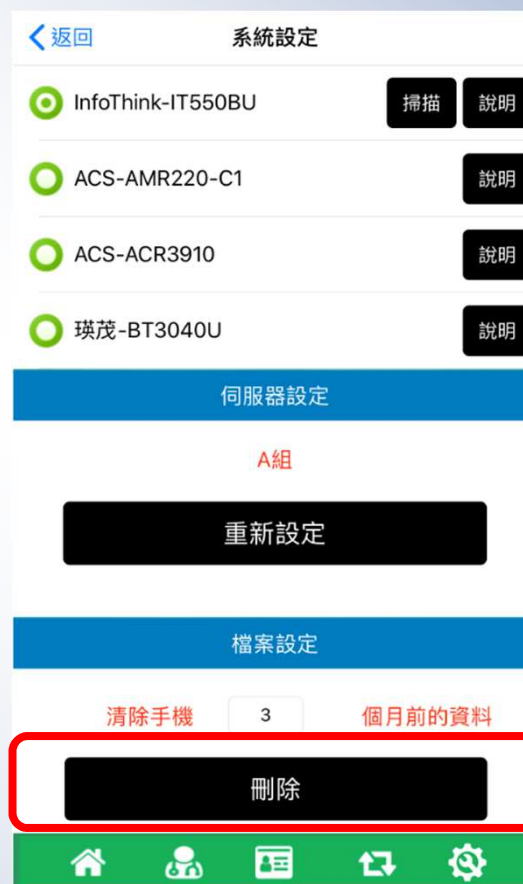 返回 系統設定
InfoThink-IT550BU 掃描 說明
ACS-AMR220-C1 說明
ACS-ACR3910 說明
瑛茂-BT3040U 說明
伺服器設定
A組
重新設定
檔案設定
清除手機 3 個月前的資料
刪除